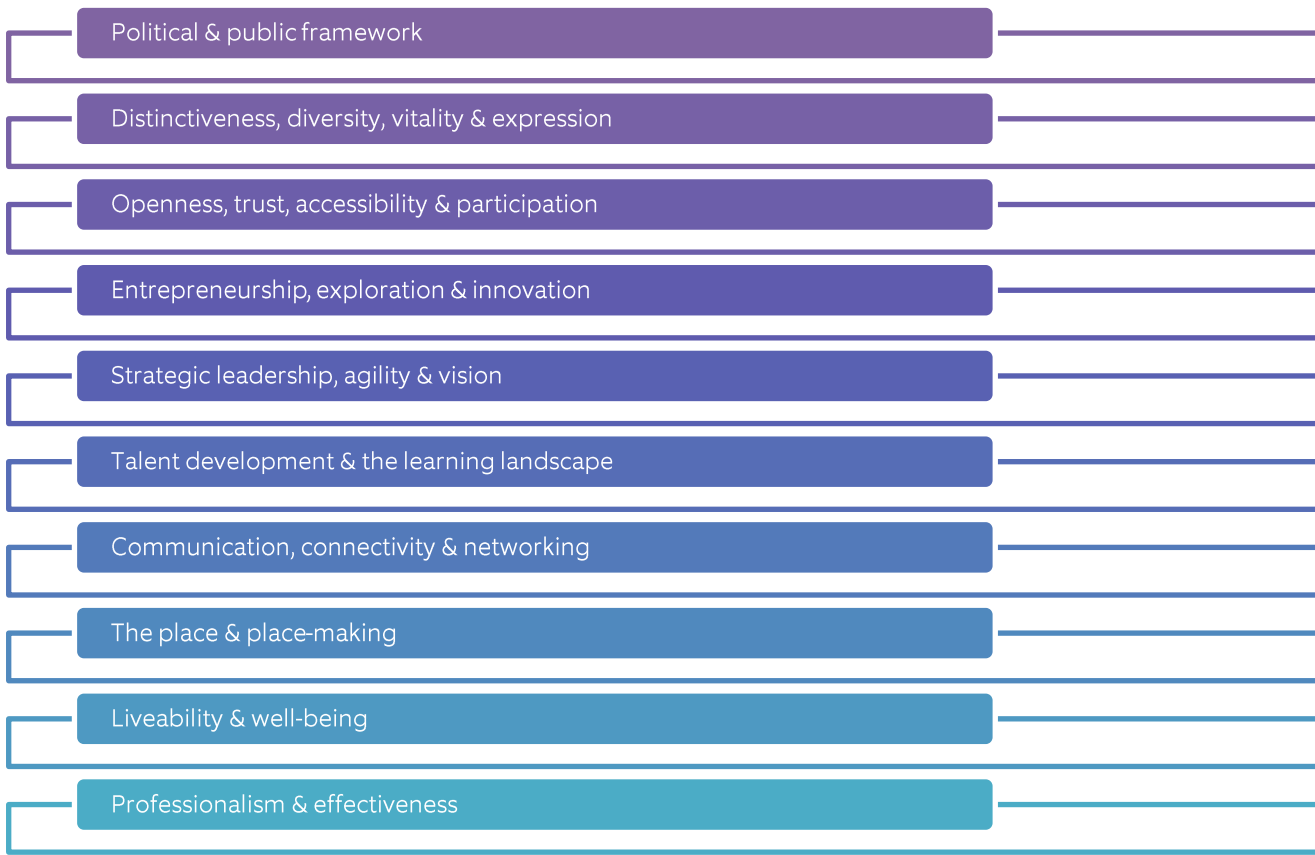 Political & public framework
Distinctiveness, diversity, vitality & expression
Openness, trust, accessibility & participation
Entrepreneurship, exploration & innovation
Strategic leadership, agility & vision
Talent development & the learning landscape
Communication, connectivity & networking
The place & place-making
Liveability & well-being
Professionalism & effectiveness